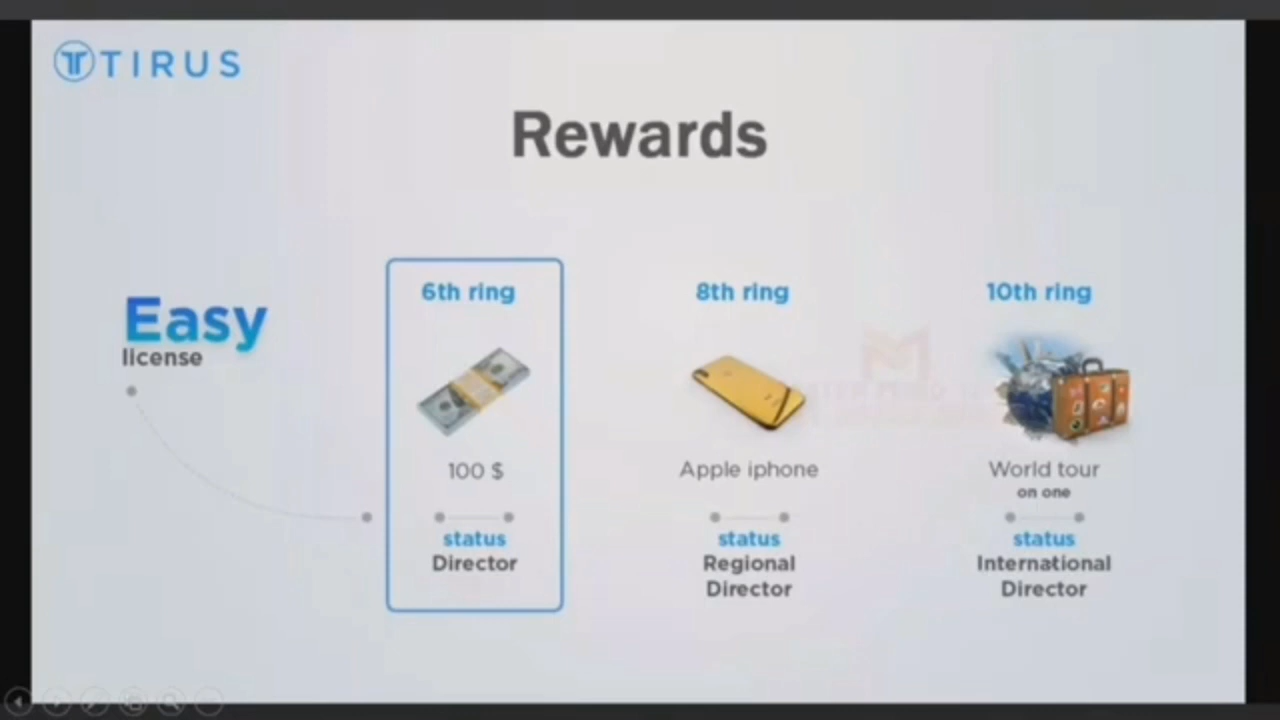 TIRUS
Rewards
Easy
license
6th ring
100 $
status
Director
8th ring
Apple iphone
status
Regional
Director
10th ring
World tour
on one
status
International
Director